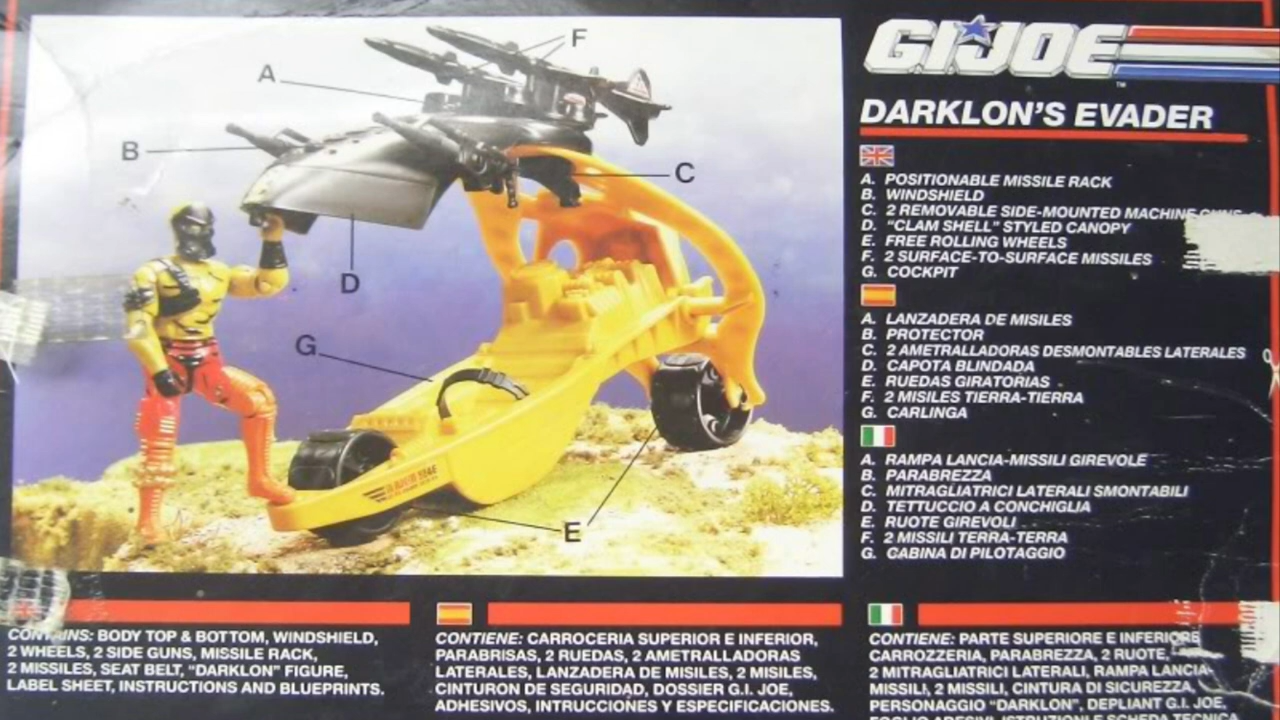 F
A
B
C
D
G
E
G.I.JOE
™
DARKLON'S EVADER
A. POSITIONABLE MISSILE RACK
B. WINDSHIELD
C. 2 REMOVABLE SIDE-MOUNTED MACHINE GUNS
D. "CLAM SHELL" STYLED CANOPY
E. FREE ROLLING WHEELS
F. 2 SURFACE-TO-SURFACE MISSILES
G. COCKPIT
A. LANZADERA DE MISILES
B. PROTECTOR
C. 2 AMETRALLADORAS DESMONTABLES LATERALES
D. CAPOTA BLINDADA
E. RUEDAS GIRATORIAS
F. 2 MISILES TIERRA-TIERRA
G. CARLINGA
A. RAMPA LANCIA-MISSILI GIREVOLE
B. PARABREZZA
C. MITRAGLIATRICI LATERALI SMONTABILI
D. TETTUCCIO A CONCHIGLIA
E. RUOTE GIREVOLI
F. 2 MISSILI TERRA-TERRA
G. CABINA DI PILOTAGGIO
CONTAINS: BODY TOP & BOTTOM, WINDSHIELD,
2 WHEELS, 2 SIDE GUNS, MISSILE RACK,
2 MISSILES, SEAT BELT, "DARKLON" FIGURE,
LABEL SHEET, INSTRUCTIONS AND BLUEPRINTS.
CONTIENE: CARROCERIA SUPERIOR E INFERIOR,
PARABRISAS, 2 RUEDAS, 2 AMETRALLADORAS
LATERALES, LANZADERA DE MISILES, 2 MISILES,
CINTURON DE SEGURIDAD, DOSSIER G.I. JOE,
ADHESIVOS, INTRUCCIONES Y ESPECIFICACIONES.
CONTIENE: PARTE SUPERIORE E INFERIORE
CARROZZERIA, PARABREZZA, 2 RUOTE,
2 MITRAGLIATRICI LATERALI, RAMPA LANCIA-
MISSILI, 2 MISSILI, CINTURA DI SICUREZZA,
PERSONAGGIO "DARKLON", DEPLIANT G.I. JOE,